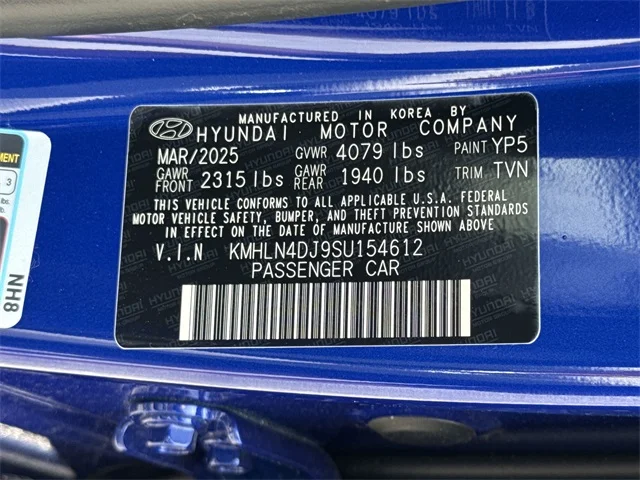 MANUFACTURED IN KOREA BY
HYUNDAI MOTOR COMPANY
MAR/2025 GVWR 4079 lbs PAINT YP5
GAWR FRONT 2315 lbs GAWR REAR 1940 lbs TRIM TVN
THIS VEHICLE CONFORMS TO ALL APPLICABLE U.S.A. FEDERAL
MOTOR VEHICLE SAFETY, BUMPER, AND THEFT PREVENTION STANDARDS
IN EFFECT ON THE DATE OF MANUFACTURE SHOWN ABOVE
V.I.N KMHLN4DJ9SU154612
PASSENGER CAR
NH8